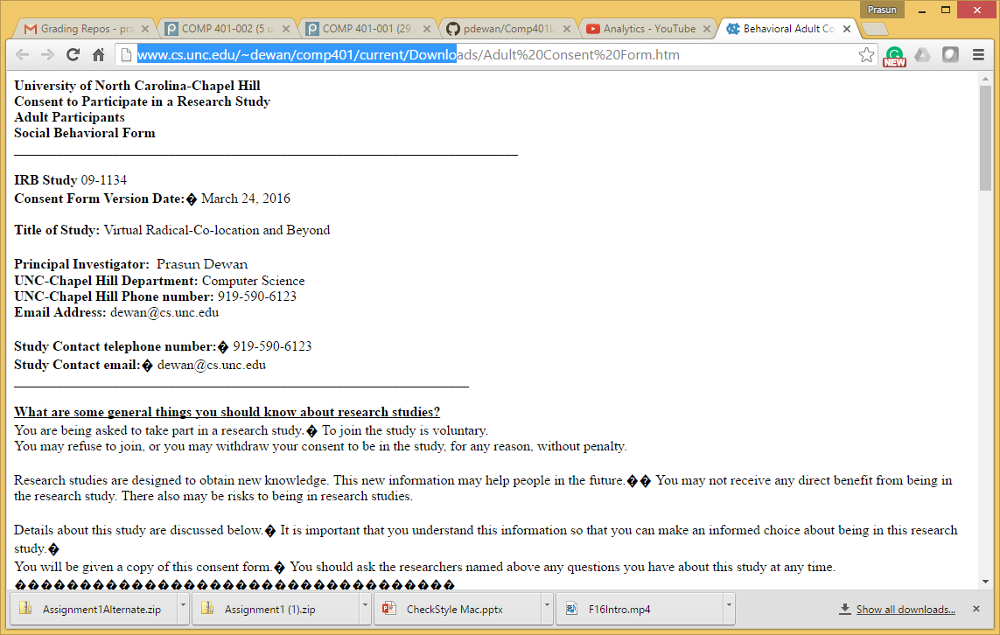 Prasun
Grading Repos - pra
COMP 401-002 (5 u
COMP 401-001 (29
pdewan/Comp401L
Analytics - YouTube
Behavioral Adult Co
www.cs.unc.edu/~dewan/comp401/current/Downloads/Adult%20Consent%20Form.htm
NEW
University of North Carolina-Chapel Hill
Consent to Participate in a Research Study
Adult Participants
Social Behavioral Form
IRB Study 09-1134
Consent Form Version Date:� March 24, 2016
Title of Study: Virtual Radical-Co-location and Beyond
Principal Investigator: Prasun Dewan
UNC-Chapel Hill Department: Computer Science
UNC-Chapel Hill Phone number: 919-590-6123
Email Address: dewan@cs.unc.edu
Study Contact telephone number:� 919-590-6123
Study Contact email:� dewan@cs.unc.edu
What are some general things you should know about research studies?
You are being asked to take part in a research study.� To join the study is voluntary.
You may refuse to join, or you may withdraw your consent to be in the study, for any reason, without penalty.
Research studies are designed to obtain new knowledge. This new information may help people in the future.�� You may not receive any direct benefit from being in
the research study. There also may be risks to being in research studies.
Details about this study are discussed below.� It is important that you understand this information so that you can make an informed choice about being in this research
study.�
You will be given a copy of this consent form.� You should ask the researchers named above any questions you have about this study at any time.
����������������������������������
Assignment1Alternate.zip
Assignment1 (1).zip
CheckStyle Mac.pptx
F16Intro.mp4
Show all downloads...